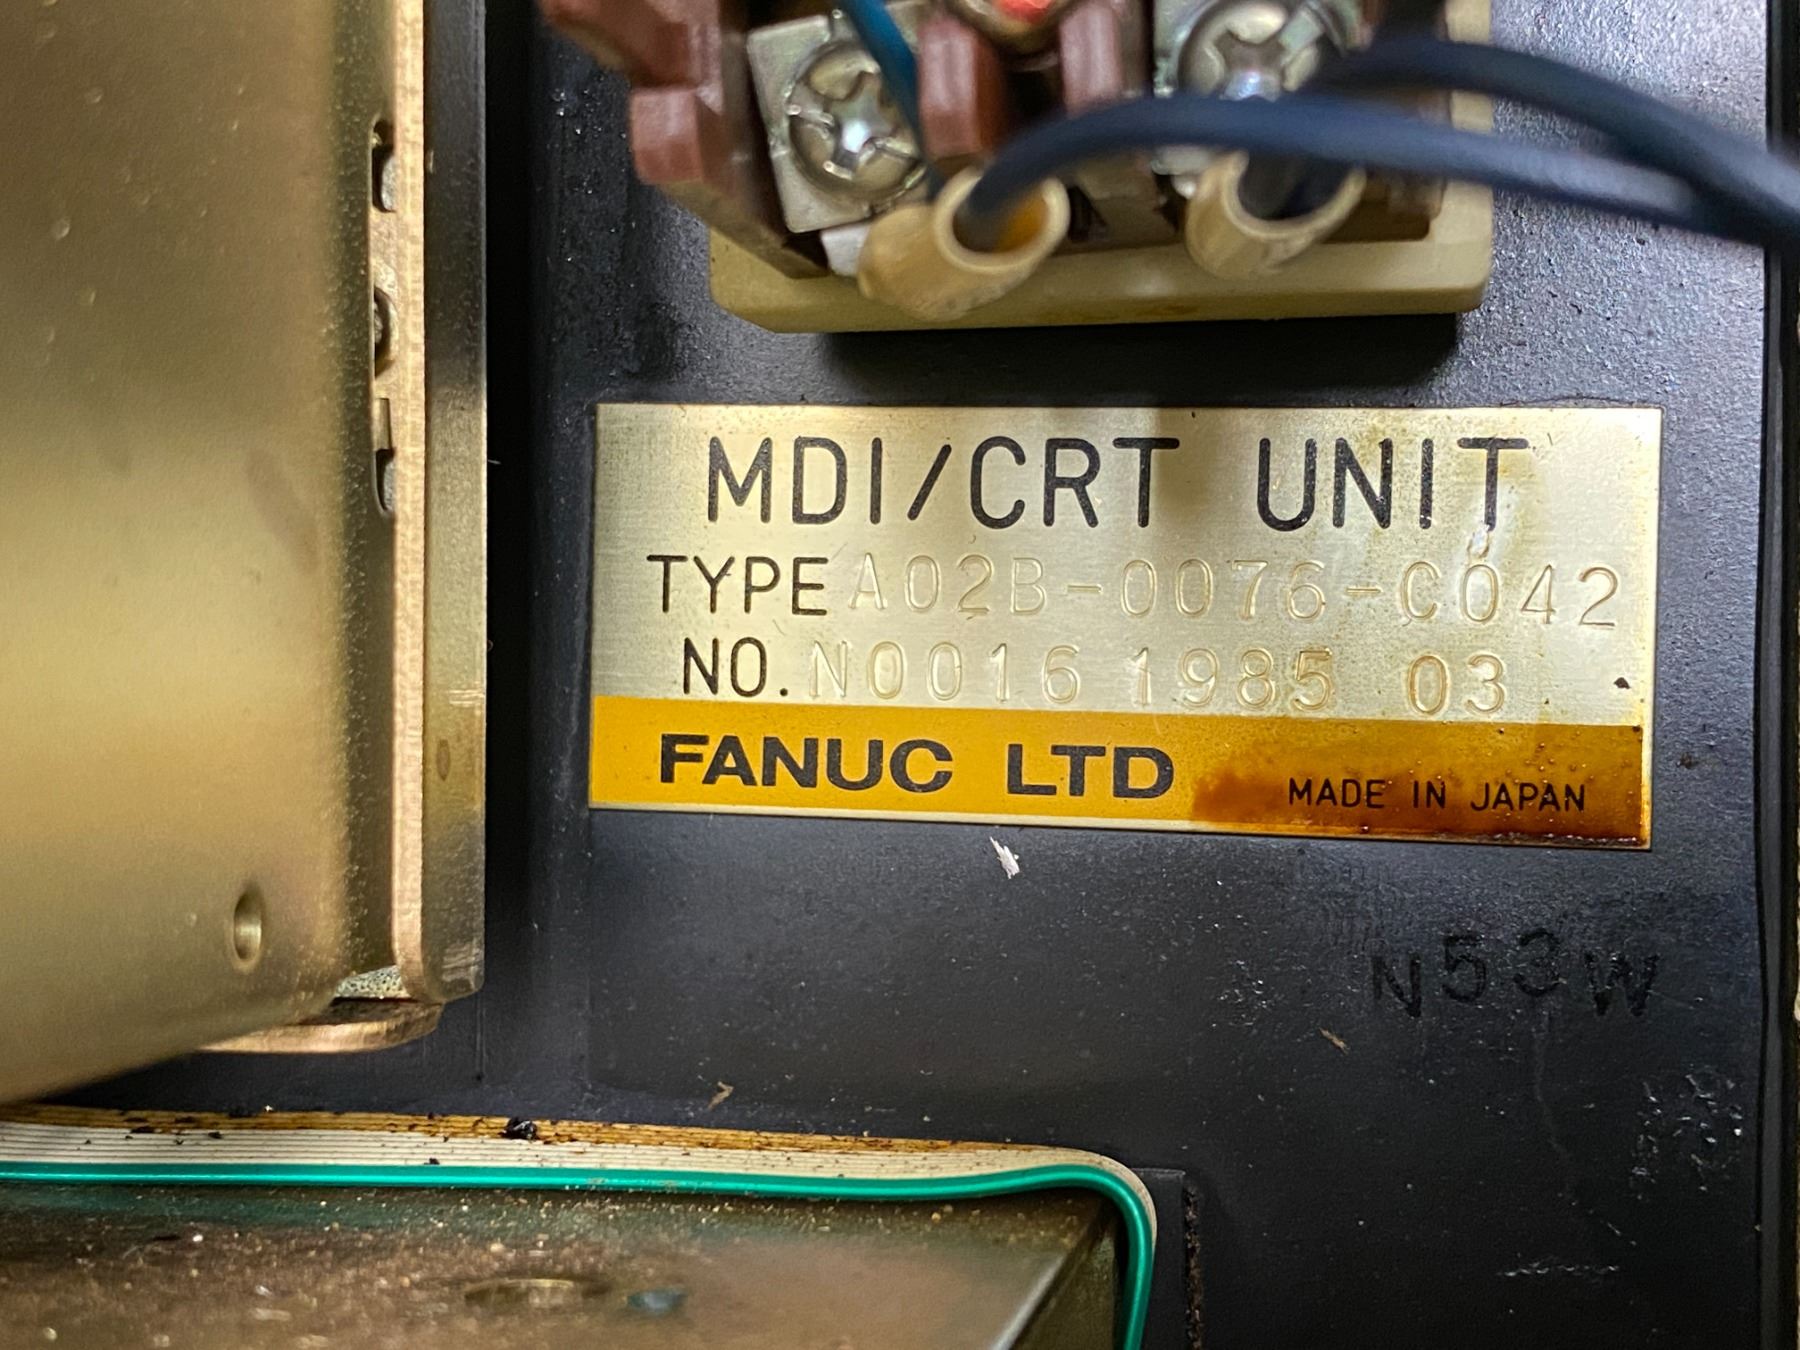 MDI/CRT UNIT
TYPE A02B-0076-C042
NO. N0016 1985 03
FANUC LTD MADE IN JAPAN
N53W